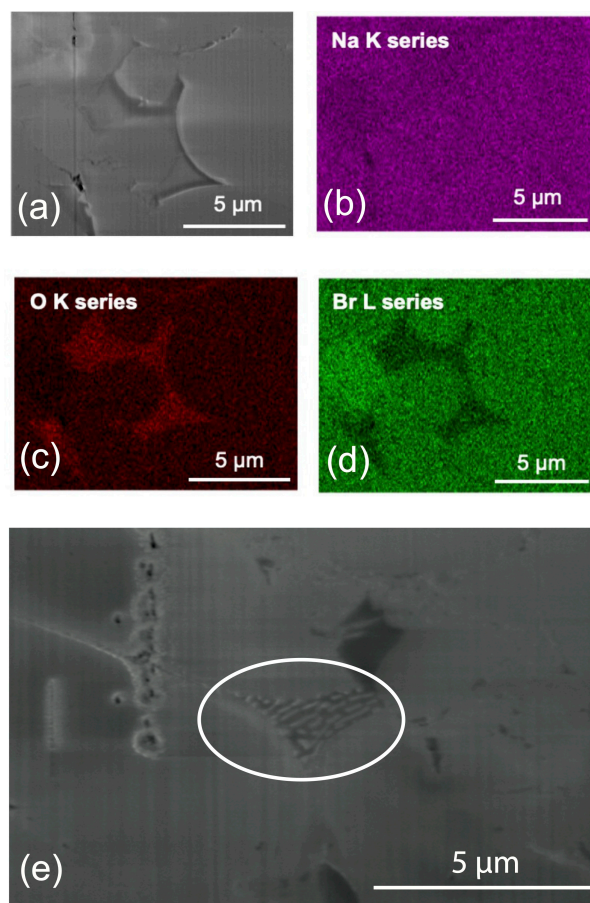 (a)
5 μm
Na K series
(b)
5 μm
O K series
(c)
5 μm
Br L series
(d)
5 μm
(e)
5 μm